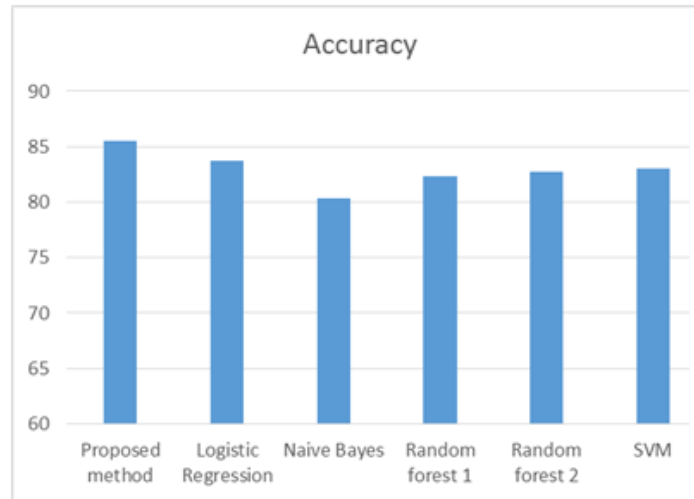 Accuracy
90
85
80
75
70
65
60
Proposed method
Logistic Regression
Naive Bayes
Random forest 1
Random forest 2
SVM